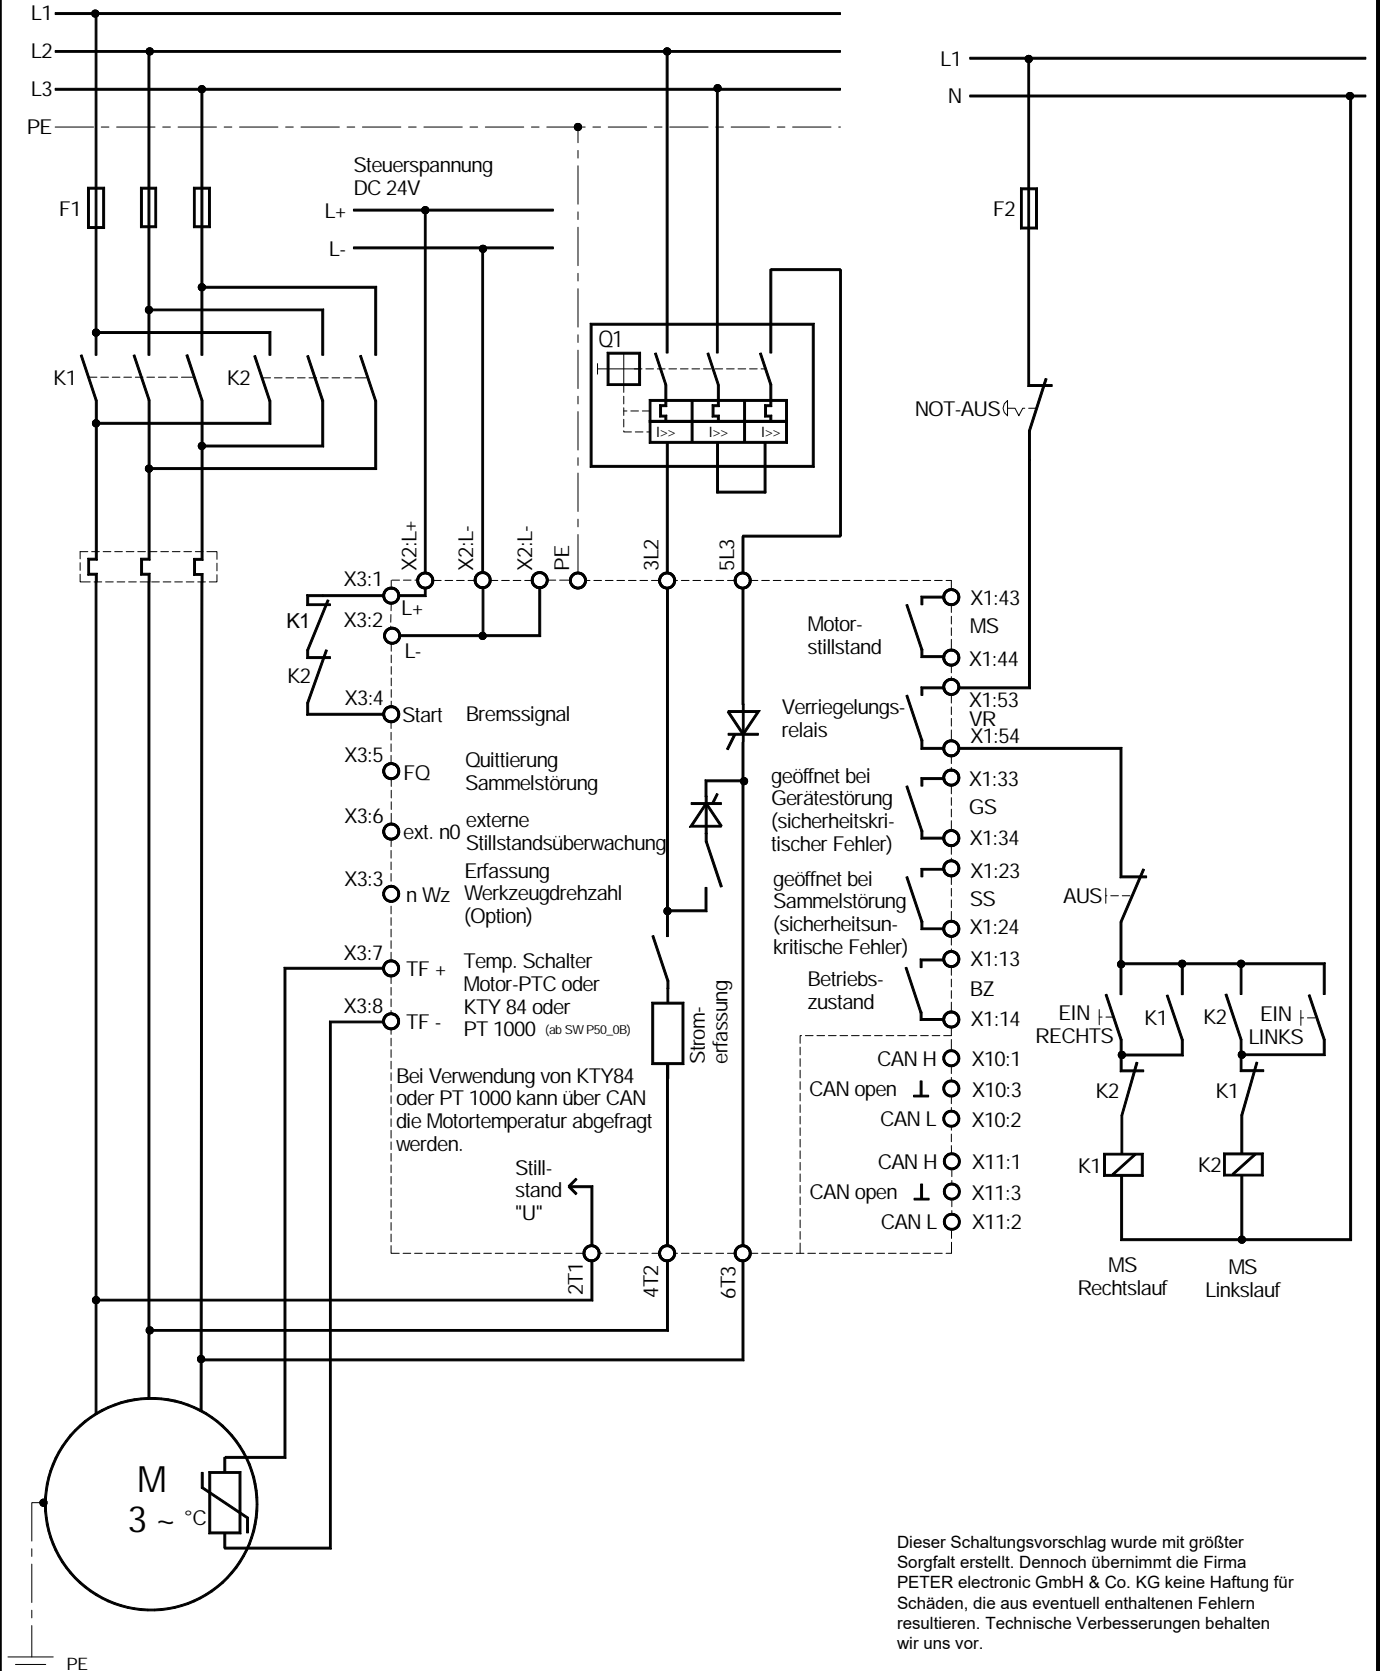 L1
L2
L3
PE
L1
N
Steuerspannung
DC 24V
L+
L-
F1
F2
K1
K2
Q1
I>>
I>>
I>>
NOT-AUS
X2:L+
X2:L-
X2:L-
PE
3L2
5L3
X3:1
L+
K1
X3:2
L-
K2
X3:4
Start
Bremssignal
X3:5
FQ
Quittierung
Sammelstörung
X3:6
ext. n0
externe
Stillstandsüberwachung
X3:3
n Wz
Erfassung
Werkzeugdrehzahl
(Option)
X3:7
TF +
X3:8
TF -
Temp. Schalter
Motor-PTC oder
KTY 84 oder
PT 1000 (ab SW P50_0B)
Bei Verwendung von KTY84
oder PT 1000 kann über CAN
die Motortemperatur abgefragt
werden.
Still-
stand
"U"
Strom-
erfassung
Motor-
stillstand
X1:43
MS
X1:44
Verriegelungs-
relais
X1:53
VR
X1:54
geöffnet bei
Gerätestörung
(sicherheitskri-
tischer Fehler)
X1:33
GS
X1:34
geöffnet bei
Sammelstörung
(sicherheitsun-
kritische Fehler)
X1:23
SS
X1:24
Betriebs-
zustand
X1:13
BZ
X1:14
CAN H X10:1
CAN open X10:3
CAN L X10:2
CAN H X11:1
CAN open X11:3
CAN L X11:2
AUS
EIN
RECHTS
K1
K2
EIN
LINKS
K2
K1
K1
K2
MS
Rechtslauf
MS
Linkslauf
2T1
4T2
6T3
M
3 ~
°C
PE
Dieser Schaltungsvorschlag wurde mit größter
Sorgfalt erstellt. Dennoch übernimmt die Firma
PETER electronic GmbH & Co. KG keine Haftung für
Schäden, die aus eventuell enthaltenen Fehlern
resultieren. Technische Verbesserungen behalten
wir uns vor.